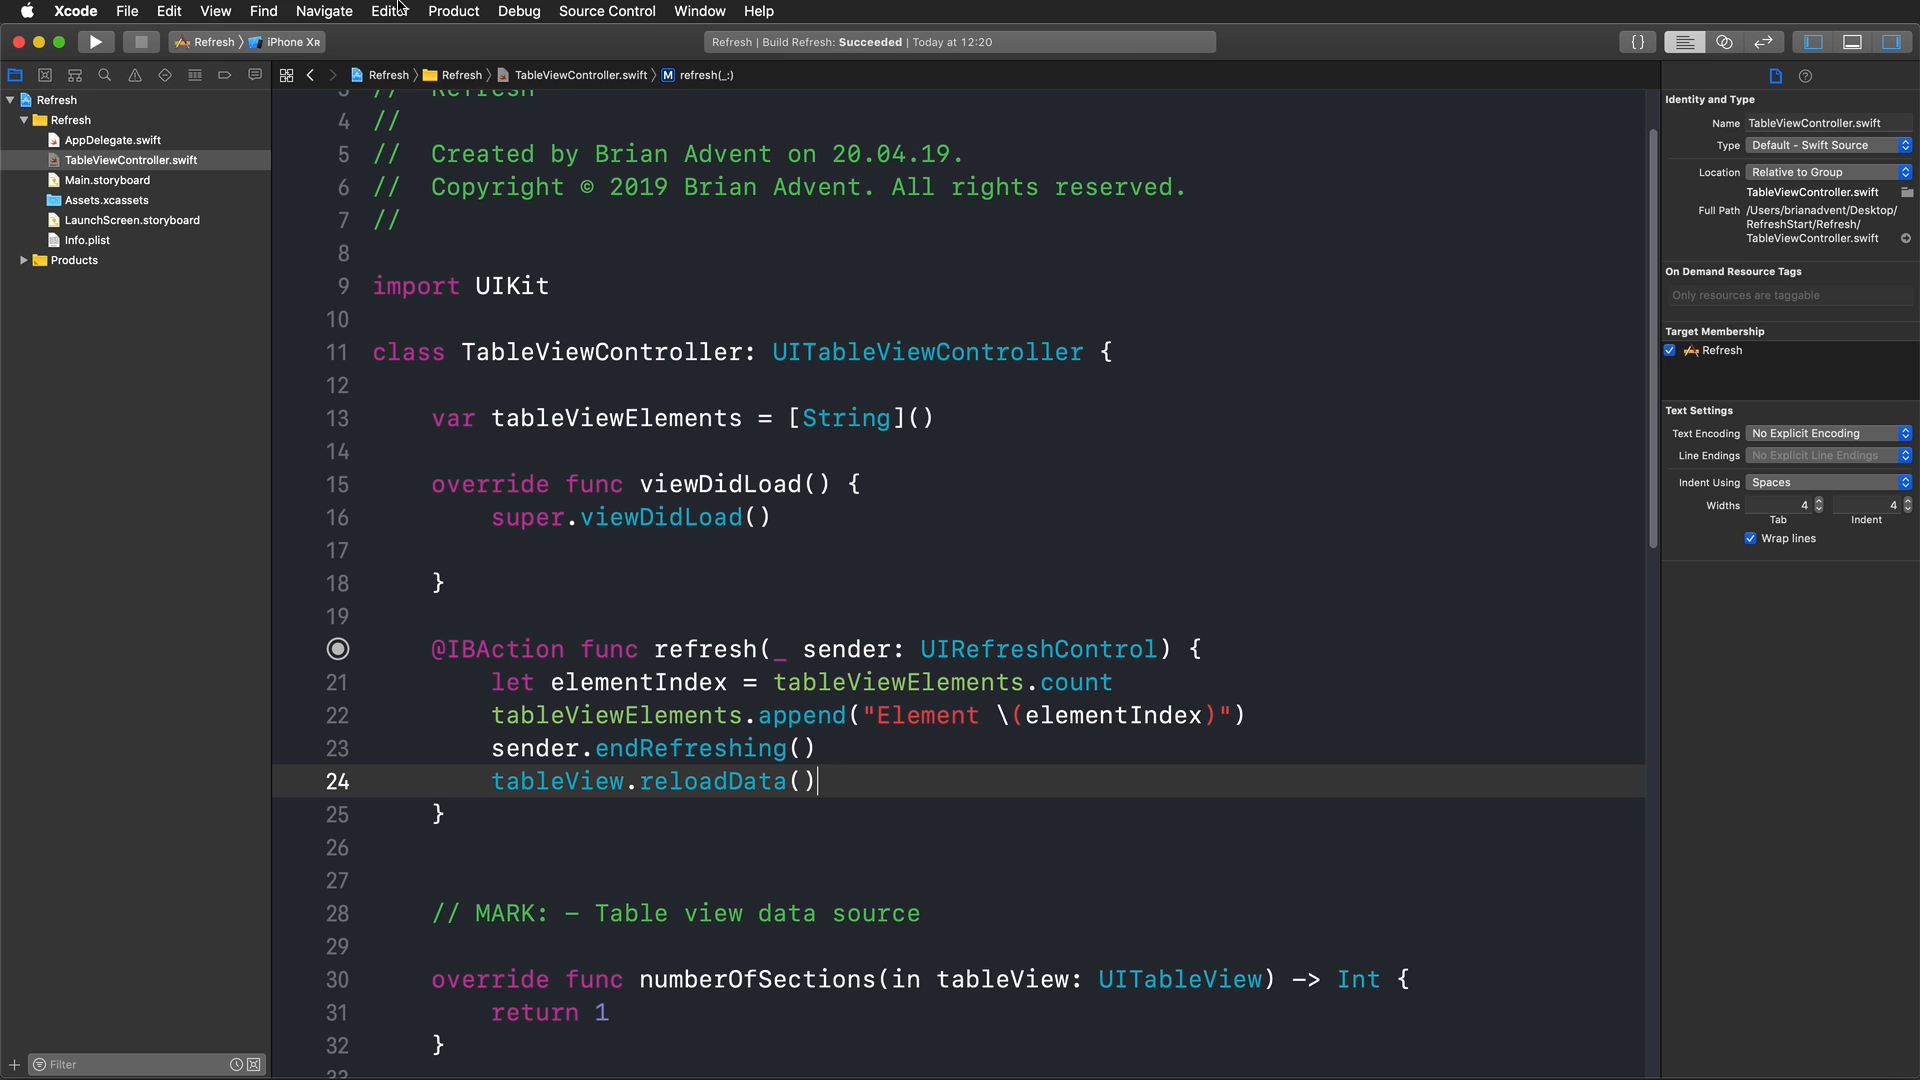 Xcode File Edit View Find Navigate Editor Product Debug Source Control Window Help
Refresh iPhone XR
Refresh | Build Refresh: Succeeded | Today at 12:20
Refresh Refresh TableViewController.swift M refresh(_:)
Refresh
Refresh
AppDelegate.swift
TableViewController.swift
Main.storyboard
Assets.xcassets
LaunchScreen.storyboard
Info.plist
Products
Filter
3 // Refresh
4 //
5 // Created by Brian Advent on 20.04.19.
6 // Copyright © 2019 Brian Advent. All rights reserved.
7 //
8
9 import UIKit
10
11 class TableViewController: UITableViewController {
12
13 var tableViewElements = [String]()
14
15 override func viewDidLoad() {
16 super.viewDidLoad()
17
18 }
19
@IBAction func refresh(_ sender: UIRefreshControl) {
21 let elementIndex = tableViewElements.count
22 tableViewElements.append("Element \(elementIndex)")
23 sender.endRefreshing()
24 tableView.reloadData()
25 }
26
27
28 // MARK: - Table view data source
29
30 override func numberOfSections(in tableView: UITableView) -> Int {
31 return 1
32 }
33
Identity and Type
Name TableViewController.swift
Type Default - Swift Source
Location Relative to Group
TableViewController.swift
Full Path /Users/brianadvent/Desktop/
RefreshStart/Refresh/
TableViewController.swift
On Demand Resource Tags
Only resources are taggable
Target Membership
Refresh
Text Settings
Text Encoding No Explicit Encoding
Line Endings No Explicit Line Endings
Indent Using Spaces
Widths 4 4
Tab Indent
Wrap lines